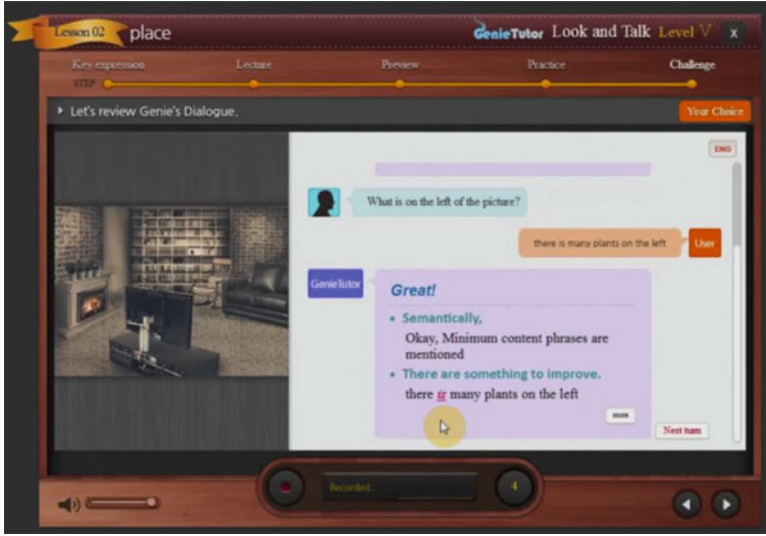 Lesson 02 place
GenieTutor Look and Talk Level V X
Key expression Lecture Preview Practice Challenge
STEP
Let's review Genie's Dialogue,
Your Choice
ENG
What is on the left of the picture?
there is many plants on the left
User
GenieTutor
Great!
• Semantically,
Okay, Minimum content phrases are
mentioned
• There are something to improve.
there is many plants on the left
more
Next turn
Recorded..
4